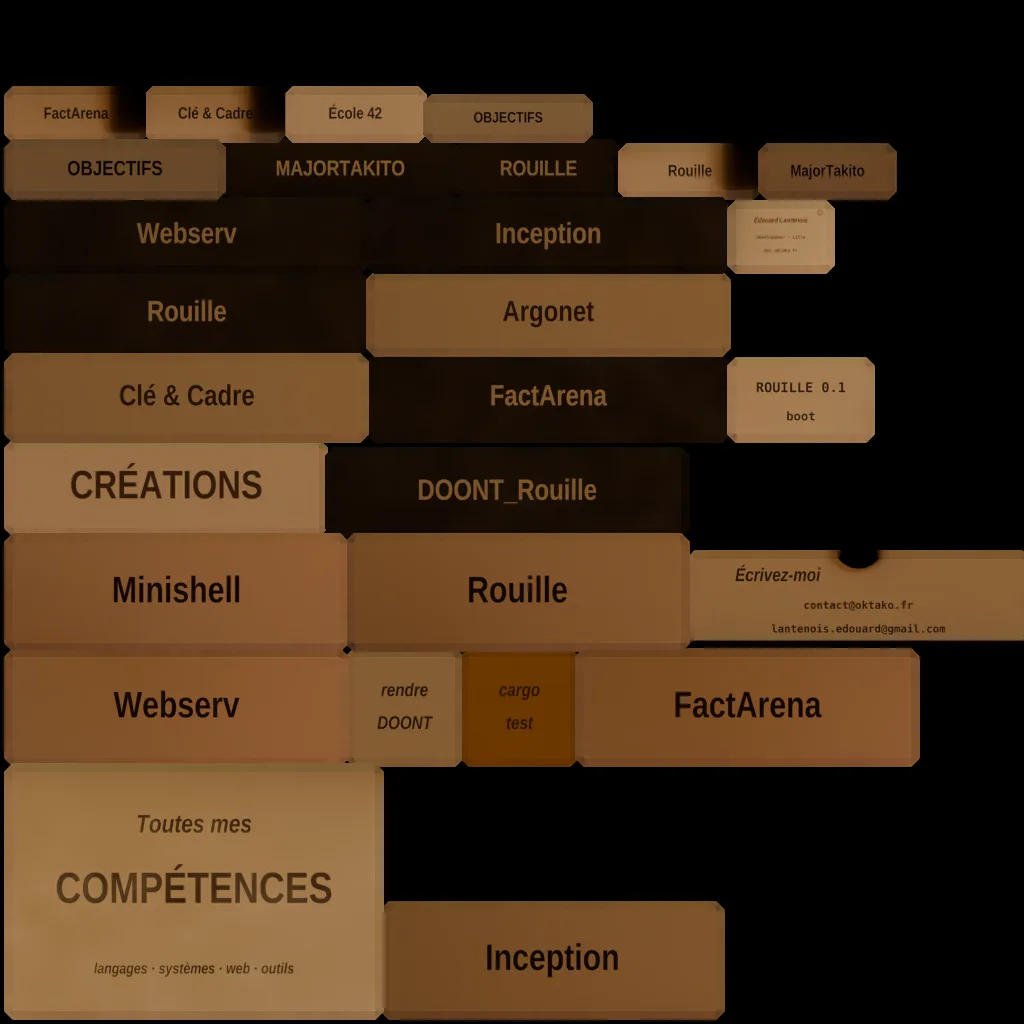 FactArena
Clé & Cadre
École 42
OBJECTIFS
OBJECTIFS
MAJORTAKITO
ROUILLE
Rouille
MajorTakito
Webserv
Inception
Édouard Lantenois
Rouille
Argonet
Clé & Cadre
FactArena
ROUILLE 0.1
boot
CRÉATIONS
DOONT_Rouille
Minishell
Rouille
Écrivez-moi
contact@oktako.fr
lantenois.edouard@gmail.com
Webserv
rendre
DOONT
cargo
test
FactArena
Toutes mes
COMPÉTENCES
langages · systèmes · web · outils
Inception